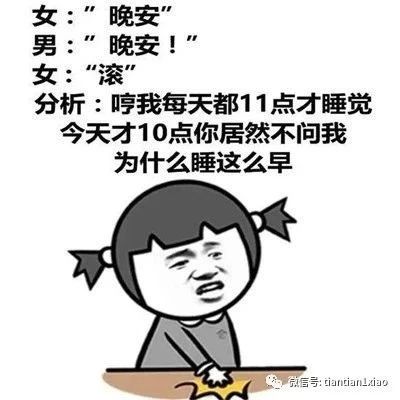 女：”晚安”
男：”晚安！”
女：“滚”
分析：哼我每天都11点才睡觉
今天才10点你居然不问我
为什么睡这么早
微信号: tiantian1xiao